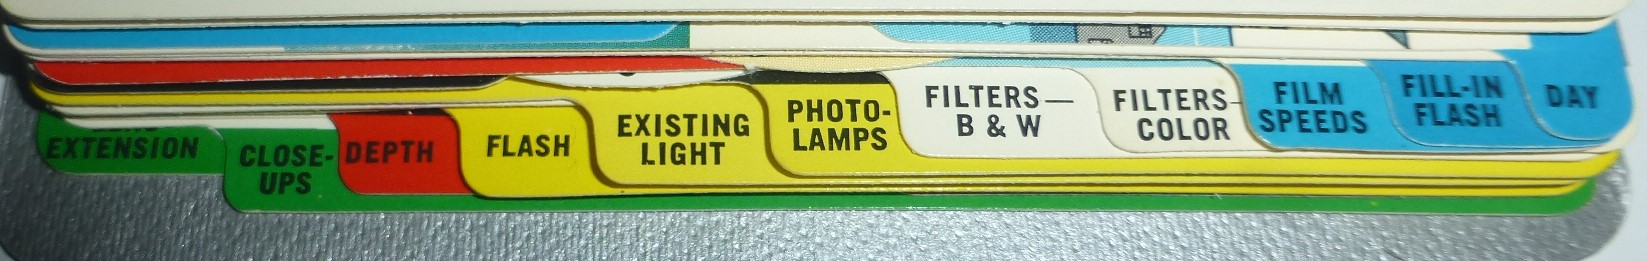 EXTENSION
CLOSE-
UPS
DEPTH
FLASH
EXISTING
LIGHT
PHOTO-
LAMPS
FILTERS—
B & W
FILTERS-
COLOR
FILM
SPEEDS
FILL-IN
FLASH
DAY